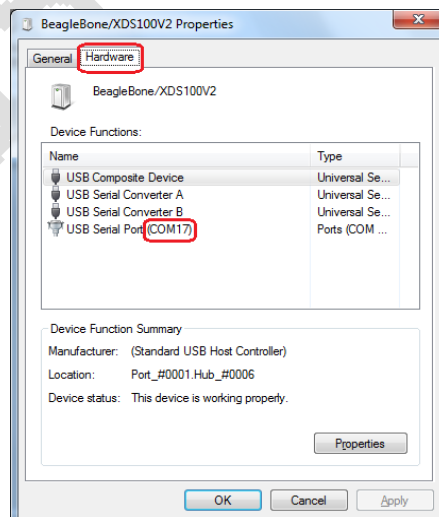 BeagleBone/XDS100V2 Properties
General Hardware
BeagleBone/XDS100V2
Device Functions:
Name Type
USB Composite Device Universal Se...
USB Serial Converter A Universal Se...
USB Serial Converter B Universal Se...
USB Serial Port (COM17) Ports (COM ...
Device Function Summary
Manufacturer: (Standard USB Host Controller)
Location: Port_#0001.Hub_#0006
Device status: This device is working properly.
Properties
OK Cancel Apply